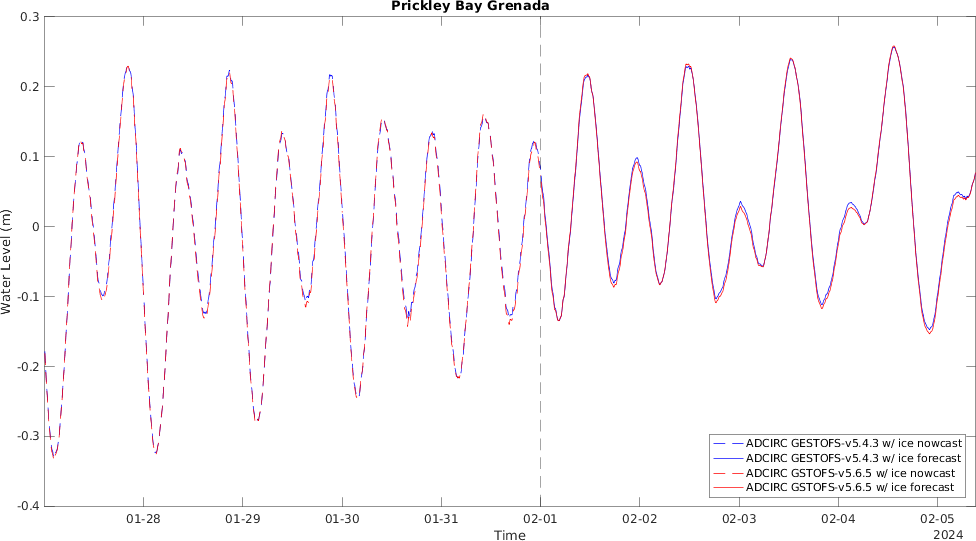 Prickley Bay Grenada
0.3
0.2
0.1
0
-0.1
-0.2
-0.3
-0.4
Water Level (m)
01-28 01-29 01-30 01-31 02-01 02-02 02-03 02-04 02-05
Time
2024
ADCIRC GESTOFS-v5.4.3 w/ ice nowcast
ADCIRC GESTOFS-v5.4.3 w/ ice forecast
ADCIRC GSTOFS-v5.6.5 w/ ice nowcast
ADCIRC GSTOFS-v5.6.5 w/ ice forecast